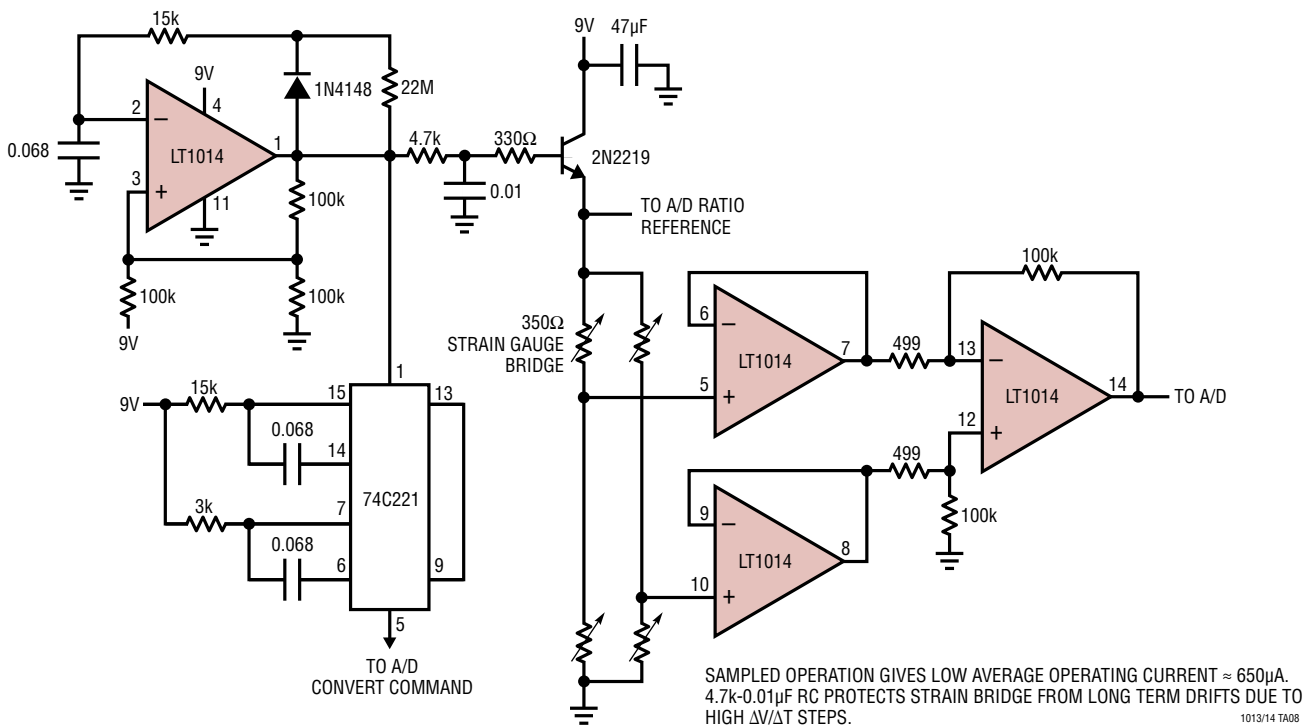 15k
9V
1N4148
22M
2
4
1
LT1014
0.068
3
11
100k
100k
100k
9V
4.7k
330Ω
0.01
9V
47µF
2N2219
TO A/D RATIO
REFERENCE
350Ω
STRAIN GAUGE
BRIDGE
6
5
7
LT1014
499
100k
13
12
14
LT1014
TO A/D
9
10
8
LT1014
499
100k
1
9V
15k
15
13
0.068
14
74C221
3k
7
0.068
6
9
5
TO A/D
CONVERT COMMAND
SAMPLED OPERATION GIVES LOW AVERAGE OPERATING CURRENT ≈ 650µA.
4.7k-0.01µF RC PROTECTS STRAIN BRIDGE FROM LONG TERM DRIFTS DUE TO
HIGH ∆V/∆T STEPS.
1013/14 TA08